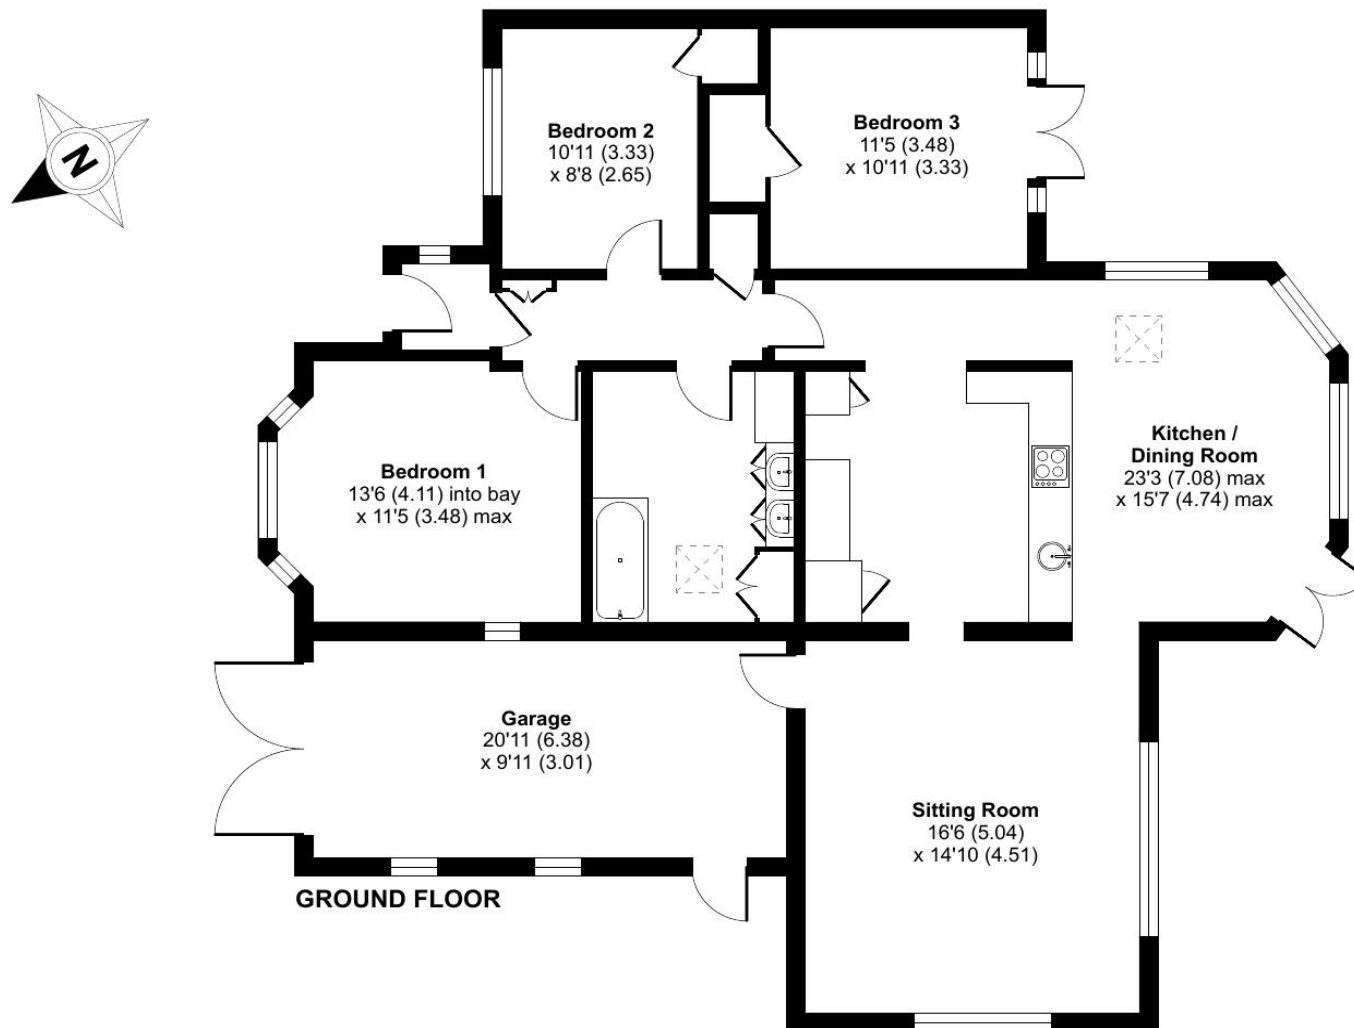 N
Bedroom 2
10'11 (3.33)
x 8'8 (2.65)
Bedroom 3
11'5 (3.48)
x 10'11 (3.33)
Bedroom 1
13'6 (4.11) into bay
x 11'5 (3.48) max
Kitchen /
Dining Room
23'3 (7.08) max
x 15'7 (4.74) max
Garage
20'11 (6.38)
x 9'11 (3.01)
Sitting Room
16'6 (5.04)
x 14'10 (4.51)
GROUND FLOOR